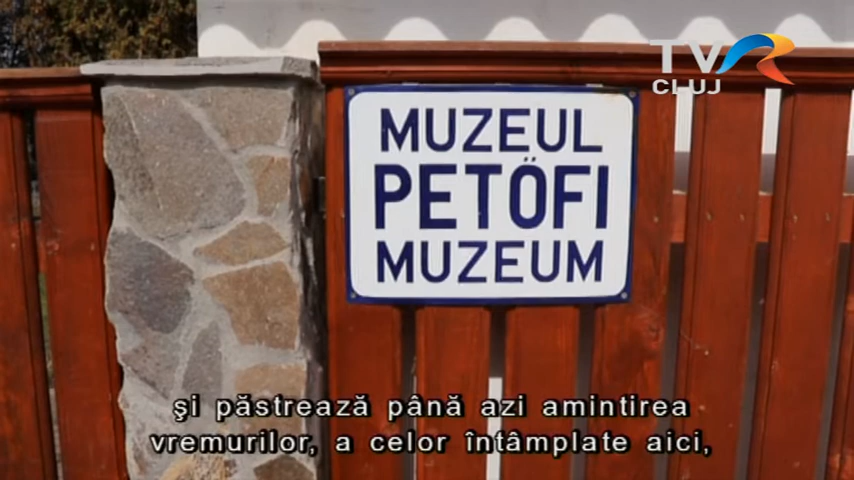 TVR
CLUJ
MUZEUL
PETŐFI
MUZEUM
şi păstrează până azi amintirea
vremurilor, a celor întâmplate aici,